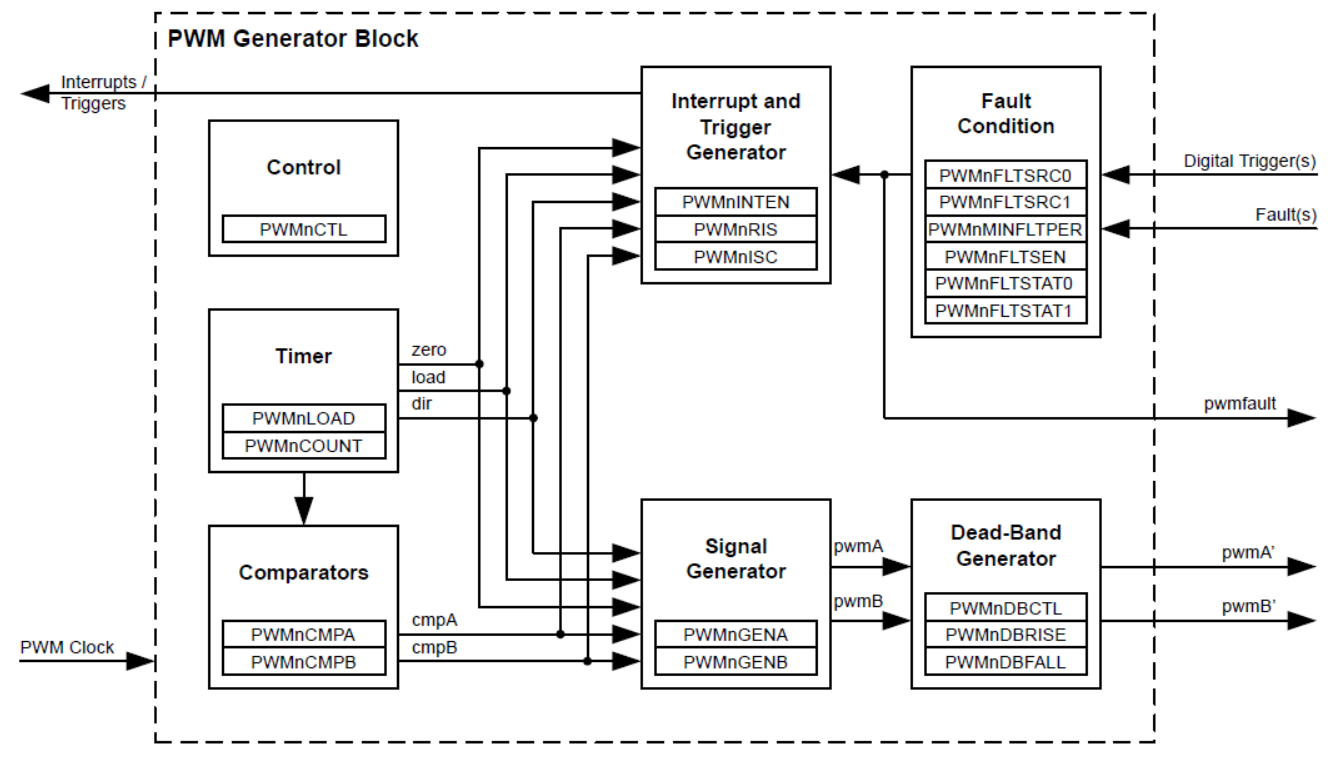 PWM Generator Block
Interrupts /
Triggers
Control
PWMnCTL
Interrupt and
Trigger
Generator
PWMnINTEN
PWMnRIS
PWMnISC
Fault
Condition
PWMnFLTSRC0
PWMnFLTSRC1
PWMnMINFLTPER
PWMnFLTSEN
PWMnFLTSTAT0
PWMnFLTSTAT1
Digital Trigger(s)
Fault(s)
Timer
PWMnLOAD
PWMnCOUNT
zero
load
dir
pwmfault
Comparators
PWMnCMPA
PWMnCMPB
cmpA
cmpB
Signal
Generator
PWMnGENA
PWMnGENB
pwmA
pwmB
Dead-Band
Generator
PWMnDBCTL
PWMnDBRISE
PWMnDBFALL
pwmA’
pwmB’
PWM Clock